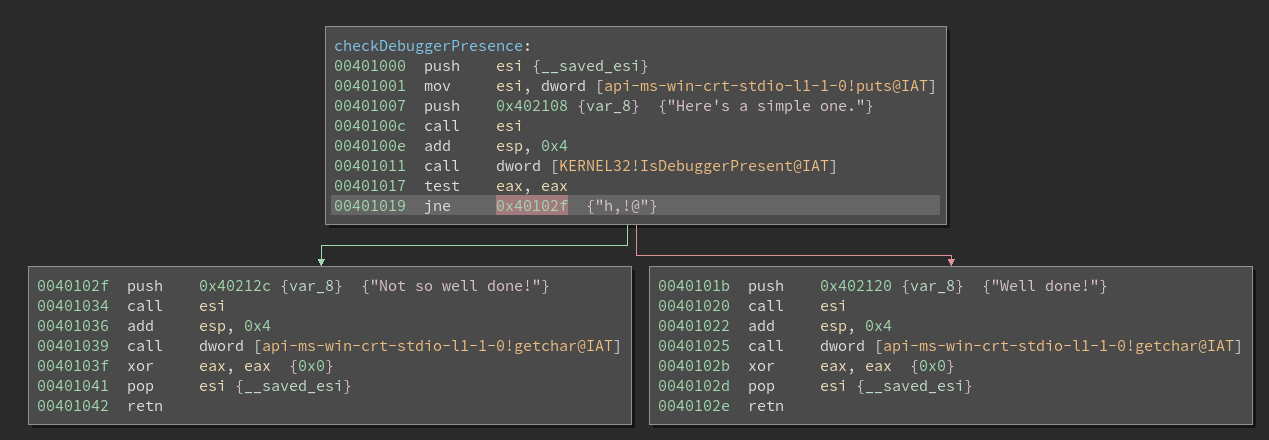 checkDebuggerPresence:
00401000 push esi {__saved_esi}
00401001 mov esi, dword [api-ms-win-crt-stdio-l1-1-0!puts@IAT]
00401007 push 0x402108 {var_8} {"Here's a simple one."}
0040100c call esi
0040100e add esp, 0x4
00401011 call dword [KERNEL32!IsDebuggerPresent@IAT]
00401017 test eax, eax
00401019 jne 0x40102f {"h,!@"}
0040102f push 0x40212c {var_8} {"Not so well done!"}
00401034 call esi
00401036 add esp, 0x4
00401039 call dword [api-ms-win-crt-stdio-l1-1-0!getchar@IAT]
0040103f xor eax, eax {0x0}
00401041 pop esi {__saved_esi}
00401042 retn
0040101b push 0x402120 {var_8} {"Well done!"}
00401020 call esi
00401022 add esp, 0x4
00401025 call dword [api-ms-win-crt-stdio-l1-1-0!getchar@IAT]
0040102b xor eax, eax {0x0}
0040102d pop esi {__saved_esi}
0040102e retn